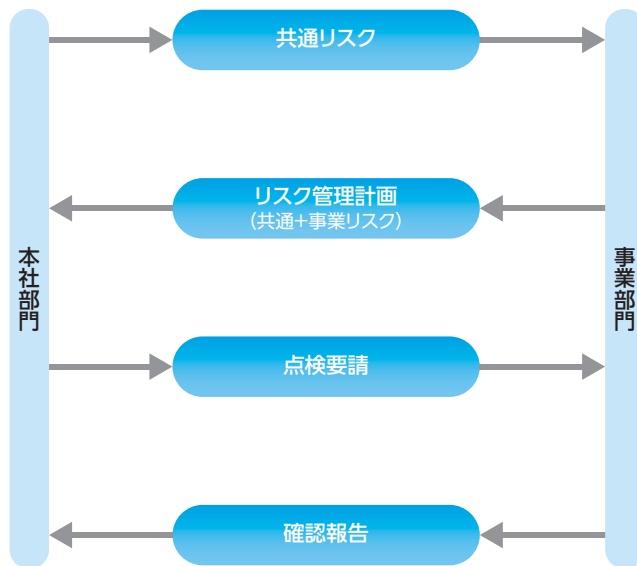 共通リスク
リスク管理計画
(共通+事業リスク)
本社部門
事業部門
点検要請
確認報告